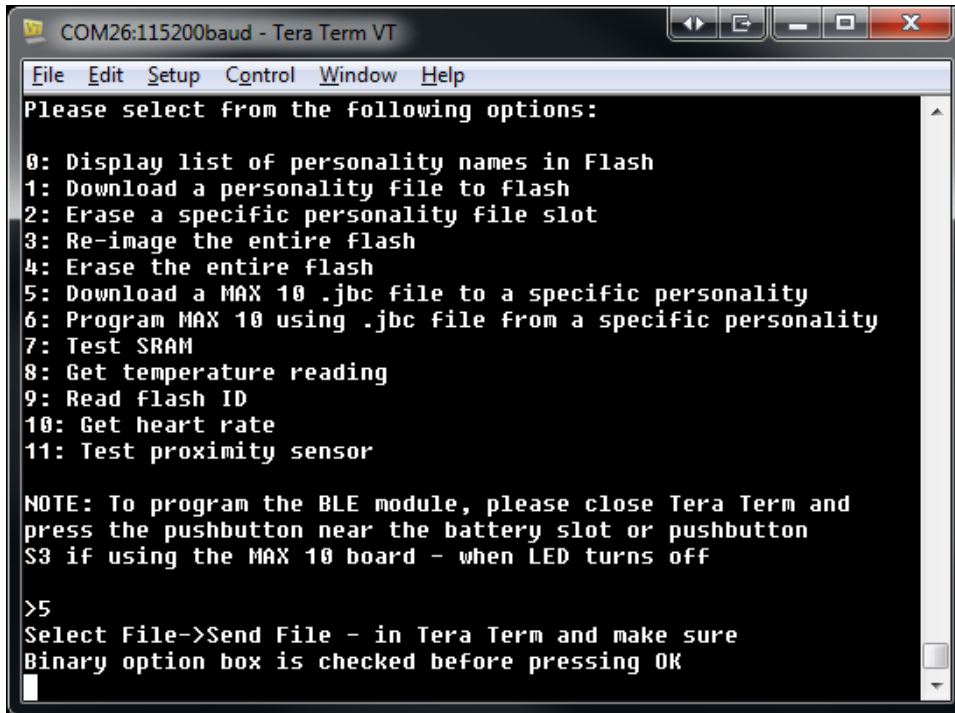 COM26:115200baud - Tera Term VT
File Edit Setup Control Window Help
Please select from the following options:
0: Display list of personality names in Flash
1: Download a personality file to flash
2: Erase a specific personality file slot
3: Re-image the entire flash
4: Erase the entire flash
5: Download a MAX 10 .jbc file to a specific personality
6: Program MAX 10 using .jbc file from a specific personality
7: Test SRAM
8: Get temperature reading
9: Read flash ID
10: Get heart rate
11: Test proximity sensor
NOTE: To program the BLE module, please close Tera Term and
press the pushbutton near the battery slot or pushbutton
S3 if using the MAX 10 board - when LED turns off
>5
Select File->Send File - in Tera Term and make sure
Binary option box is checked before pressing OK